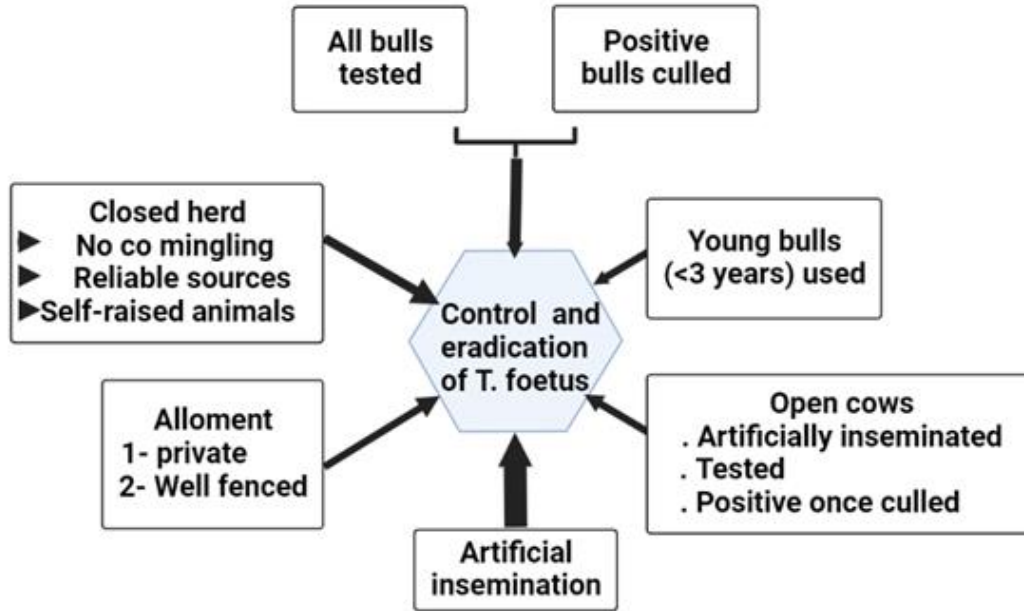 All bulls
tested
Positive
bulls culled
Closed herd
No co mingling
Reliable sources
Self-raised animals
Young bulls
(<3 years) used
Control and
eradication
of T. foetus
Alloment
1- private
2- Well fenced
Open cows
. Artificially inseminated
. Tested
. Positive once culled
Artificial
insemination